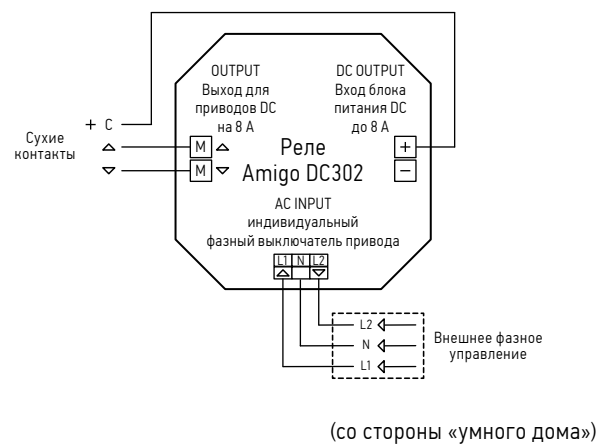 OUTPUT
Выход для
приводов DC
на 8 А
DC OUTPUT
Вход блока
питания DC
до 8 А
+ C
Сухие
контакты
M
M
Реле
Amigo DC302
+
−
AC INPUT
индивидуальный
фазный выключатель привода
L1 N L2
L2
N
L1
Внешнее фазное
управление
(со стороны «умного дома»)